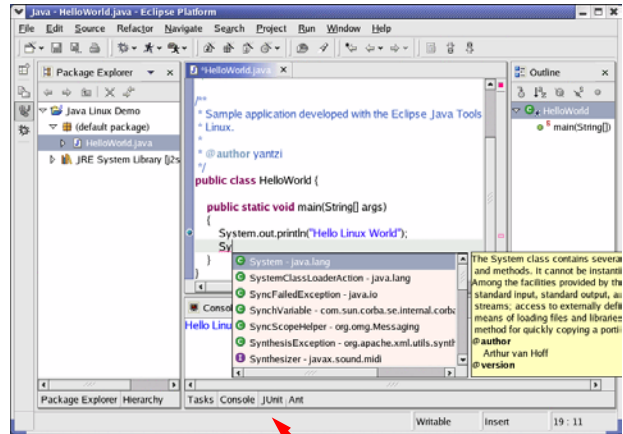 Java - HelloWorld.java - Eclipse Platform
File Edit Source Refactor Navigate Search Project Run Window Help
Package Explorer
*HelloWorld.java
Outline
Java Linux Demo
(default package)
HelloWorld.java
JRE System Library [j2s
/**
* Sample application developed with the Eclipse Java Tools
* Linux.
*
* @author yantzi
*/
public class HelloWorld {
public static void main(String[] args)
{
System.out.println("Hello Linux World");
Sy
}
}
HelloWorld
main(String[])
System - java.lang
SystemClassLoaderAction - java.lang
SyncFailedException - java.io
SynchVariable - com.sun.corba.se.internal.corba
SyncScopeHelper - org.omg.Messaging
SynthesisException - org.apache.xml.utils.synth
Synthesizer - javax.sound.midi
The System class contains severa
and methods. It cannot be instanti
Among the facilities provided by th
standard input, standard output, a
streams; access to externally defi
means of loading files and libraries
method for quickly copying a porti
@author
Arthur van Hoff
@version
Consol
Hello Linu
Package Explorer Hierarchy
Tasks Console JUnit Ant
Writable Insert 19 : 11